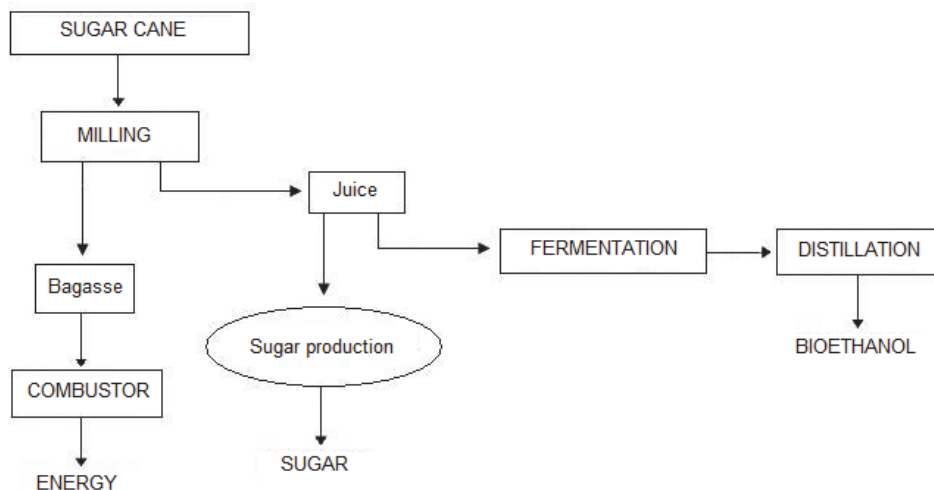 SUGAR CANE
MILLING
Juice
FERMENTATION
DISTILLATION
Bagasse
Sugar production
BIOETHANOL
COMBUSTOR
SUGAR
ENERGY